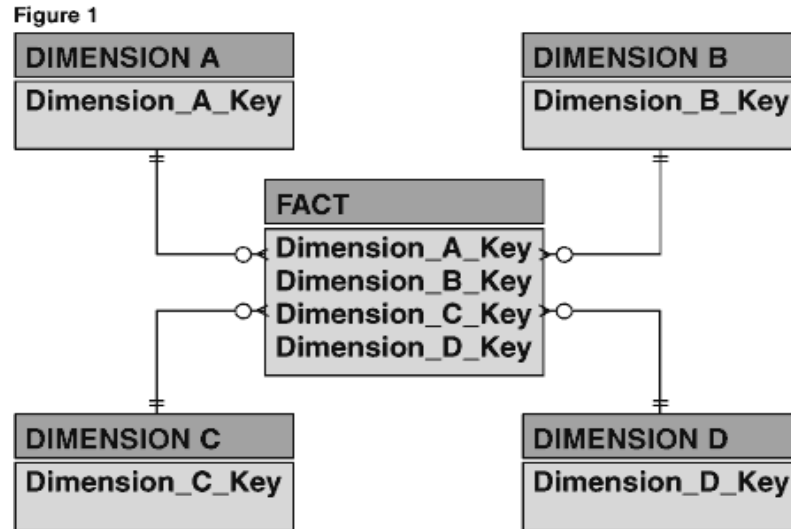 Figure 1
DIMENSION A
Dimension_A_Key
DIMENSION B
Dimension_B_Key
FACT
Dimension_A_Key
Dimension_B_Key
Dimension_C_Key
Dimension_D_Key
DIMENSION C
Dimension_C_Key
DIMENSION D
Dimension_D_Key